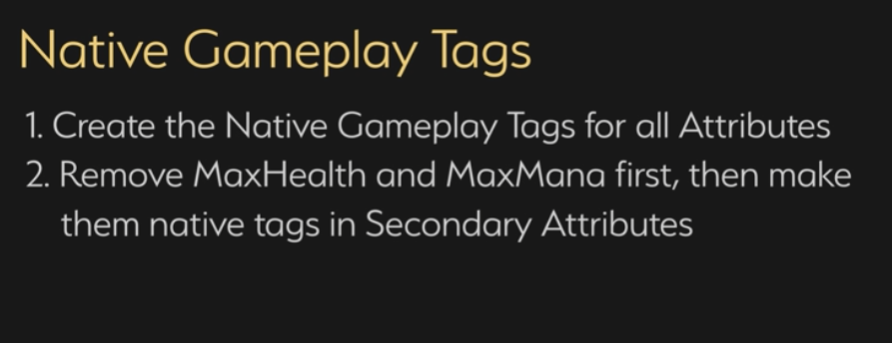 Native Gameplay Tags
1. Create the Native Gameplay Tags for all Attributes
2. Remove MaxHealth and MaxMana first, then make
them native tags in Secondary Attributes